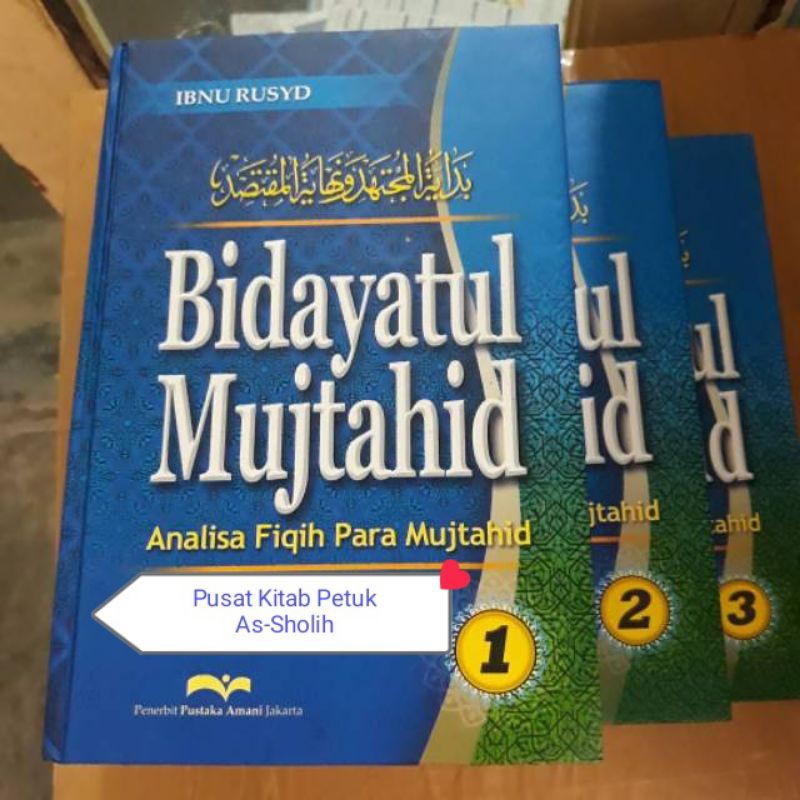 IBNU RUSYD
بداية المجتهد ونهاية المقتصد
Bidayatul
Mujtahid
Analisa Fiqih Para Mujtahid
Pusat Kitab Petuk
As-Sholih
1
Penerbit Pustaka Amani Jakarta
ul
id
jtahid
2
ul
d
tahid
3